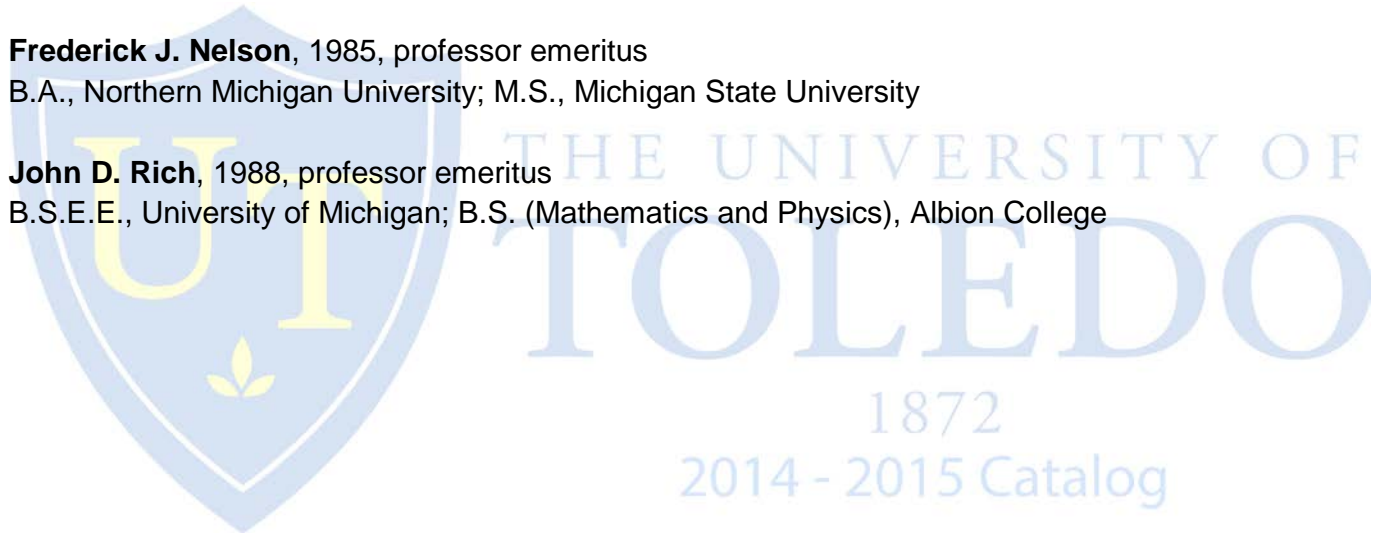 Frederick J. Nelson, 1985, professor emeritus
B.A., Northern Michigan University; M.S., Michigan State University
John D. Rich, 1988, professor emeritus
B.S.E.E., University of Michigan; B.S. (Mathematics and Physics), Albion College
UT
THE UNIVERSITY OF
TOLEDO
1872
2014 - 2015 Catalog